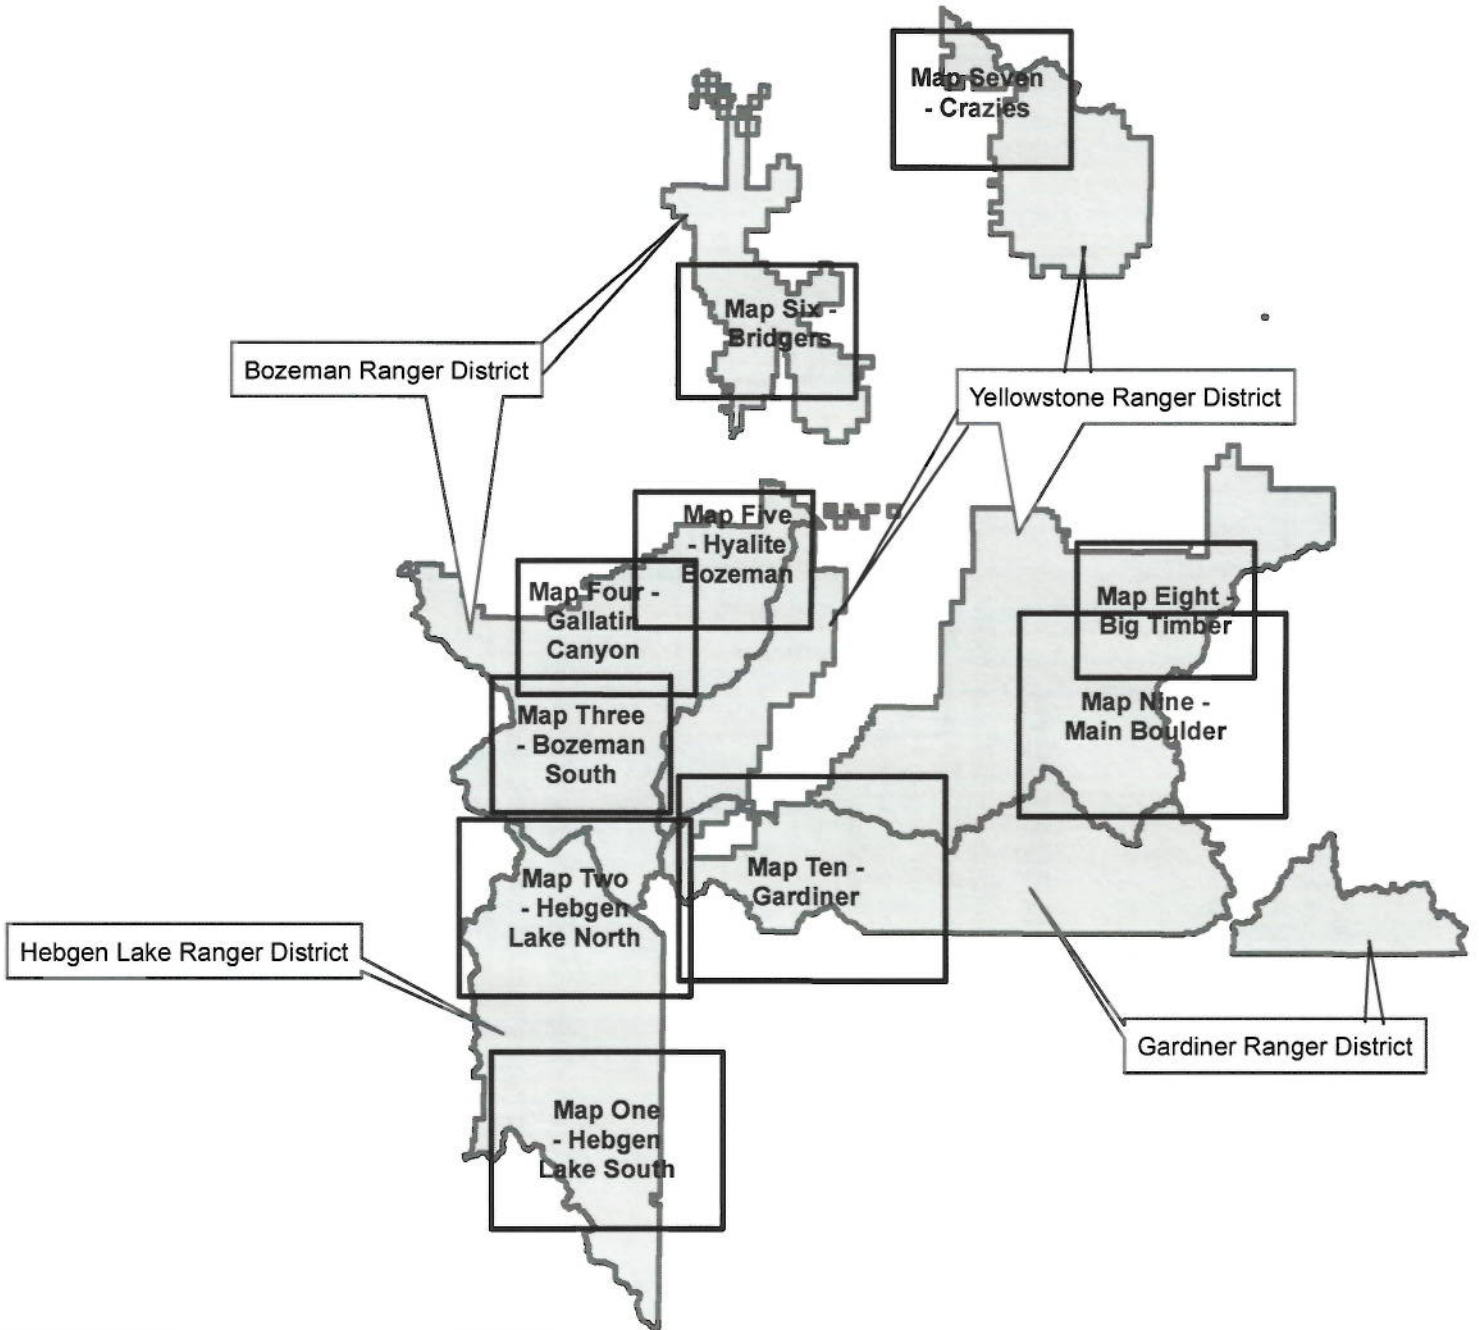 Map Seven
- Crazies
Map Six -
Bridgers
Bozeman Ranger District
Yellowstone Ranger District
Map Five
- Hyalite
Bozeman
Map Four -
Gallatin
Canyon
Map Eight -
Big Timber
Map Three
- Bozeman
South
Map Nine -
Main Boulder
Map Ten -
Gardiner
Map Two
- Hebgen
Lake North
Hebgen Lake Ranger District
Gardiner Ranger District
Map One
- Hebgen
Lake South